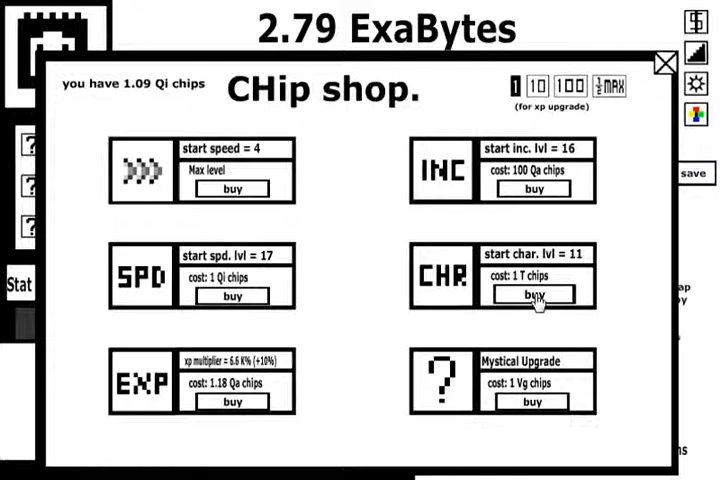 2.79 ExaBytes
you have 1.09 Qi chips
CHip shop.
1 10 100 MAX
(for xp upgrade)
start speed = 4
Max level
buy
INC
start inc. lvl = 16
cost: 100 Qa chips
buy
save
SPD
start spd. lvl = 17
cost: 1 Qi chips
buy
CHR
start char. lvl = 11
cost: 1 T chips
buy
Stat
ap
by
EXP
xp multiplier = 6.6 K% (+10%)
cost: 1.18 Qa chips
buy
?
Mystical Upgrade
cost: 1 Vg chips
buy
ns